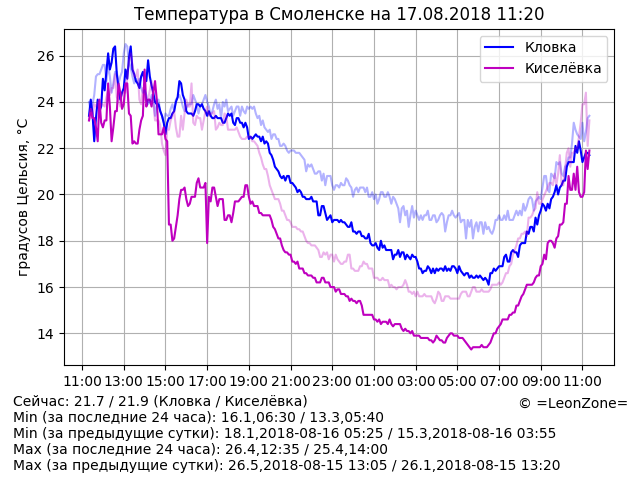 Температура в Смоленске на 17.08.2018 11:20
Кловка
Киселёвка
градусов Цельсия, °C
26
24
22
20
18
16
14
11:00 13:00 15:00 17:00 19:00 21:00 23:00 01:00 03:00 05:00 07:00 09:00 11:00
Сейчас: 21.7 / 21.9 (Кловка / Киселёвка)
© =LeonZone=
Min (за последние 24 часа): 16.1,06:30 / 13.3,05:40
Min (за предыдущие сутки): 18.1,2018-08-16 05:25 / 15.3,2018-08-16 03:55
Max (за последние 24 часа): 26.4,12:35 / 25.4,14:00
Max (за предыдущие сутки): 26.5,2018-08-15 13:05 / 26.1,2018-08-15 13:20